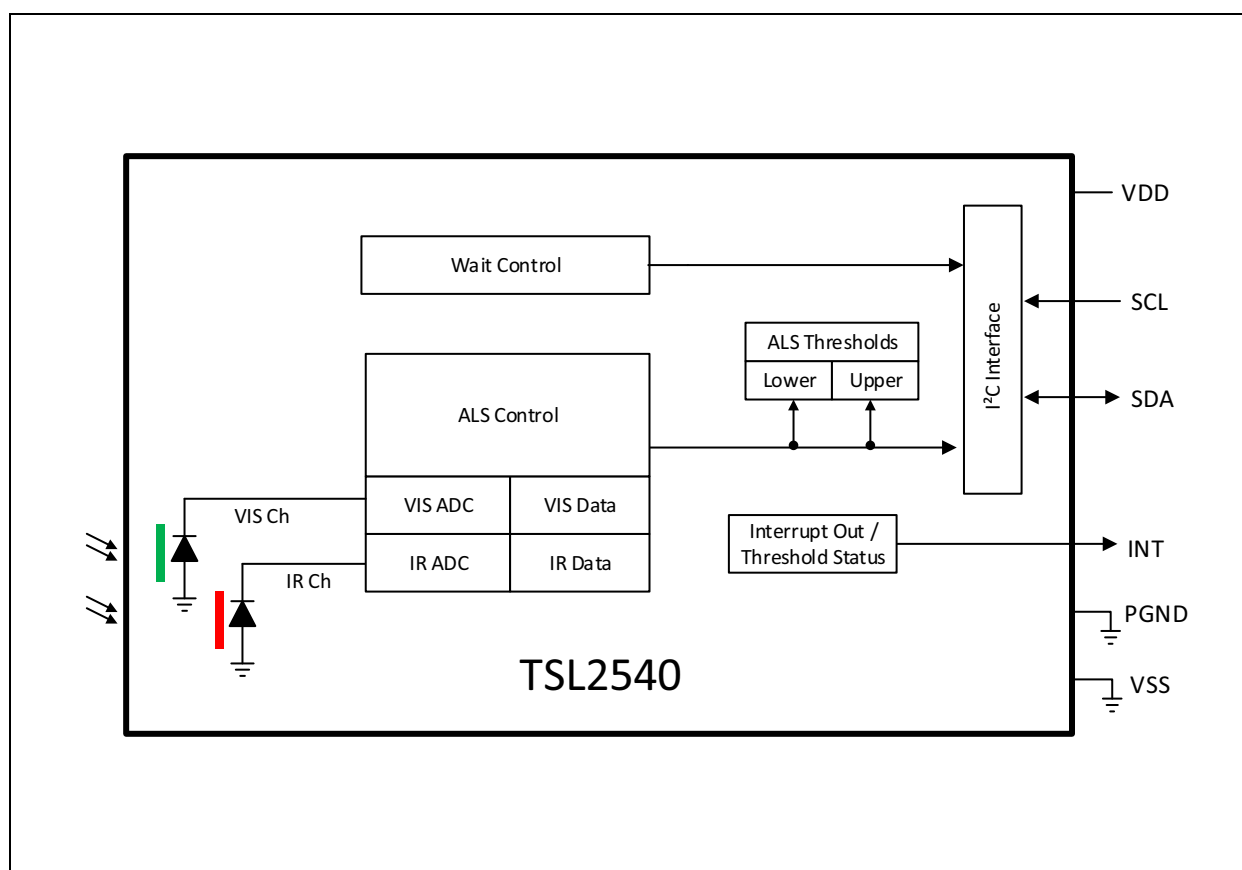 VDD
Wait Control
SCL
ALS Thresholds
Lower
Upper
I²C Interface
SDA
ALS Control
VIS Ch
VIS ADC
VIS Data
IR Ch
IR ADC
IR Data
Interrupt Out /
Threshold Status
INT
PGND
TSL2540
VSS